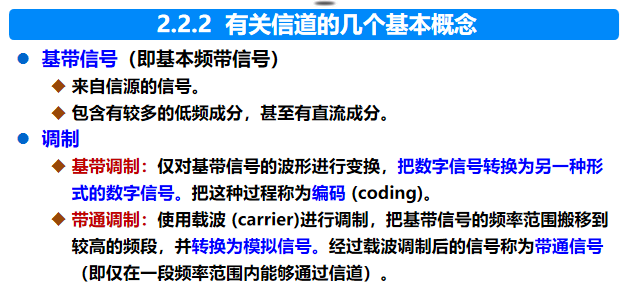 2.2.2 有关信道的几个基本概念
基带信号（即基本频带信号）
来自信源的信号。
包含有较多的低频成分，甚至有直流成分。
调制
基带调制：仅对基带信号的波形进行变换，把数字信号转换为另一种形
式的数字信号。把这种过程称为编码 (coding)。
带通调制：使用载波 (carrier)进行调制，把基带信号的频率范围搬移到
较高的频段，并转换为模拟信号。经过载波调制后的信号称为带通信号
（即仅在一段频率范围内能够通过信道）。